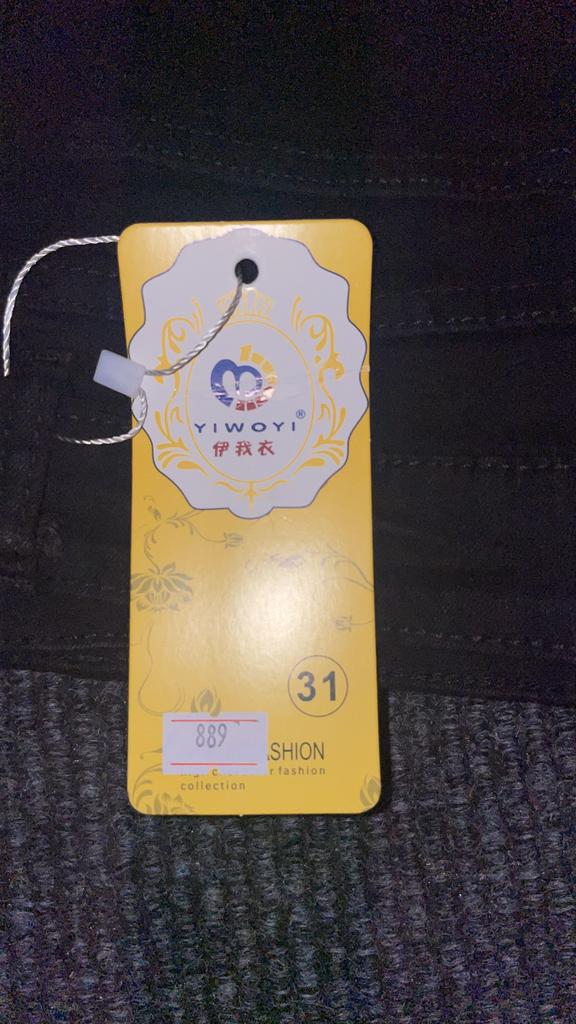 YIWOYI®
伊我衣
31
889
fashion
collection